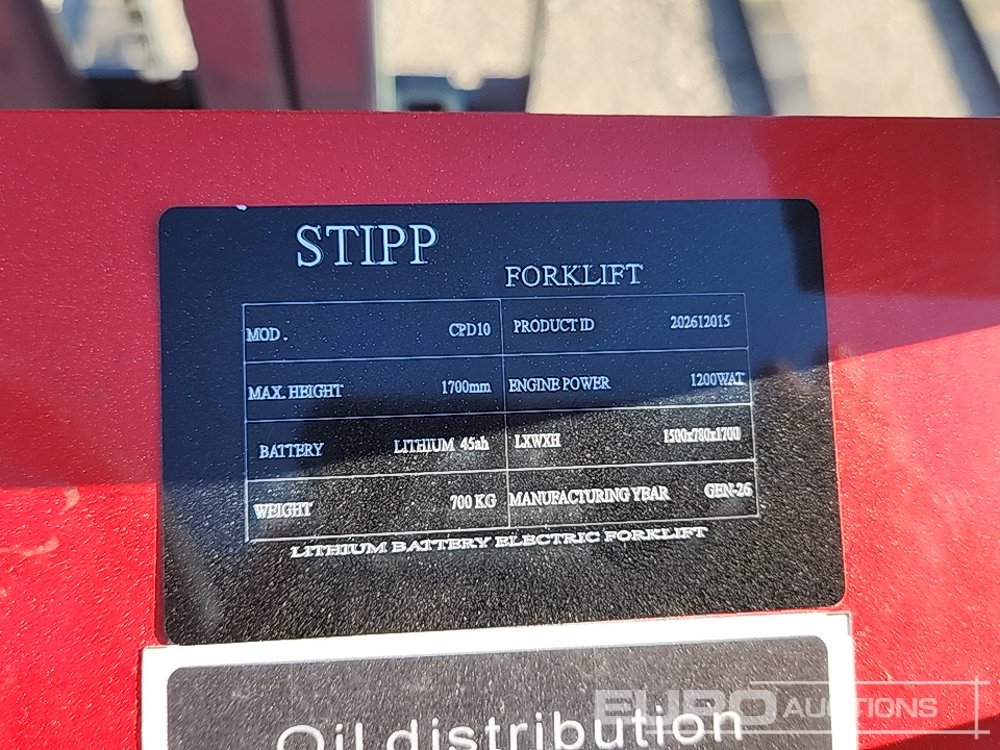 STIPP
FORKLIFT
MOD. CPD10 PRODUCT ID 202612015
MAX. HEIGHT 1700mm ENGINE POWER 1200WAT
BATTERY LITHIUM 45ah LXWXH 1500x780x1700
WEIGHT 700 KG MANUFACTURING YEAR GEN-26
LITHIUM BATTERY ELECTRIC FORKLIFT
Oil distribution
EURO AUCTIONS